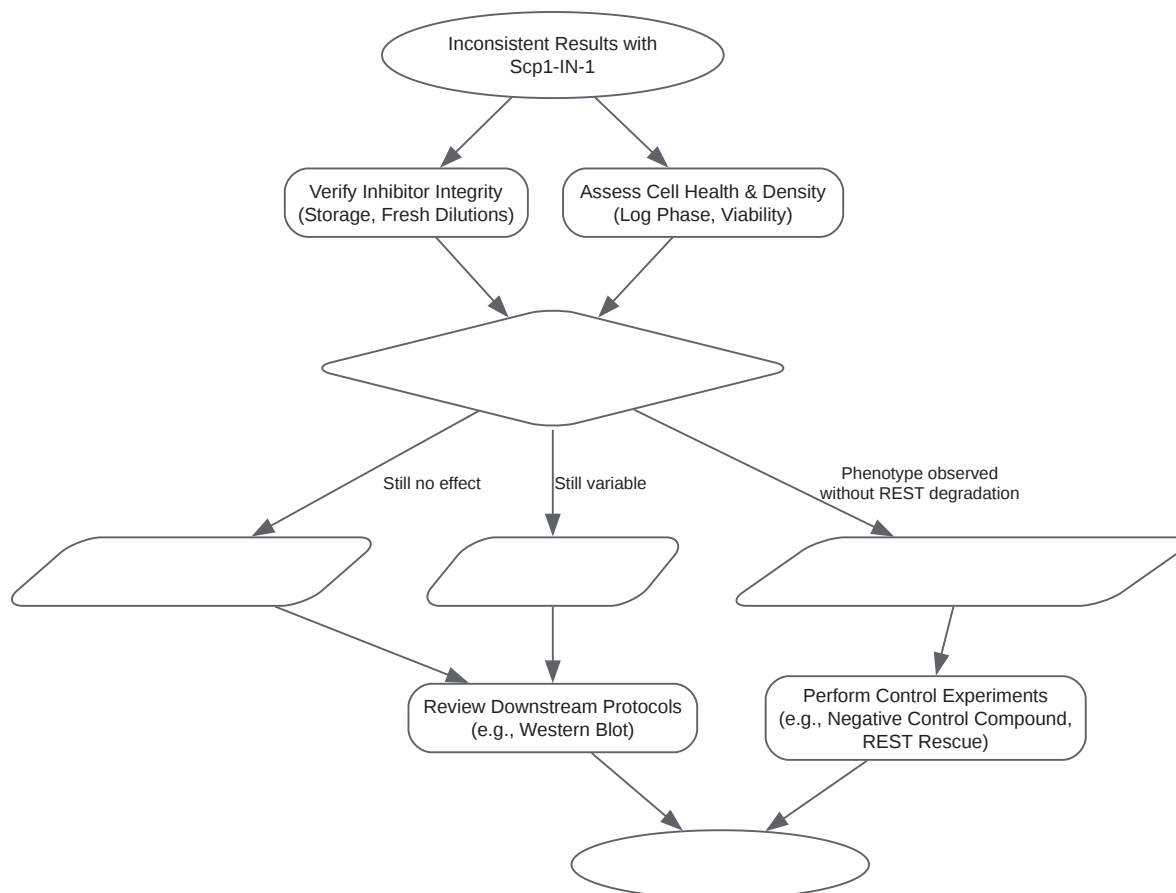 Inconsistent Results with
Scp1-IN-1
Verify Inhibitor Integrity
(Storage, Fresh Dilutions)
Assess Cell Health & Density
(Log Phase, Viability)
Still no effect
Still variable
Phenotype observed
without REST degradation
Review Downstream Protocols
(e.g., Western Blot)
Perform Control Experiments
(e.g., Negative Control Compound,
REST Rescue)